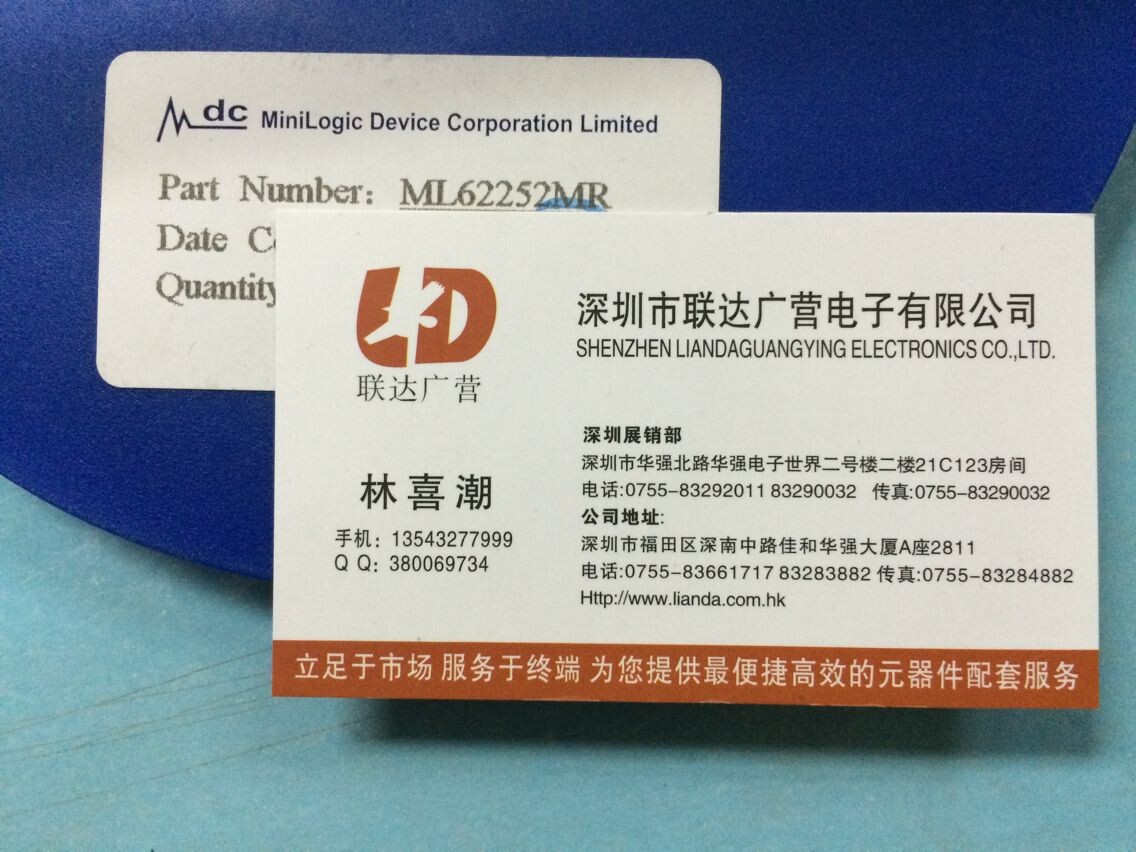 dc MiniLogic Device Corporation Limited
Part Number: ML62252MR
Date
Quantity
LD
联达广营
深圳市联达广营电子有限公司
SHENZHEN LIANDAGUANGYING ELECTRONICS CO.,LTD.
林喜潮
手机：13543277999
QQ：380069734
深圳展销部
深圳市华强北路华强电子世界二号楼二楼21C123房间
电话:0755-83292011 83290032 传真:0755-83290032
公司地址:
深圳市福田区深南中路佳和华强大厦A座2811
电话:0755-83661717 83283882 传真:0755-83284882
Http://www.lianda.com.hk
立足于市场 服务于终端 为您提供最便捷高效的元器件配套服务